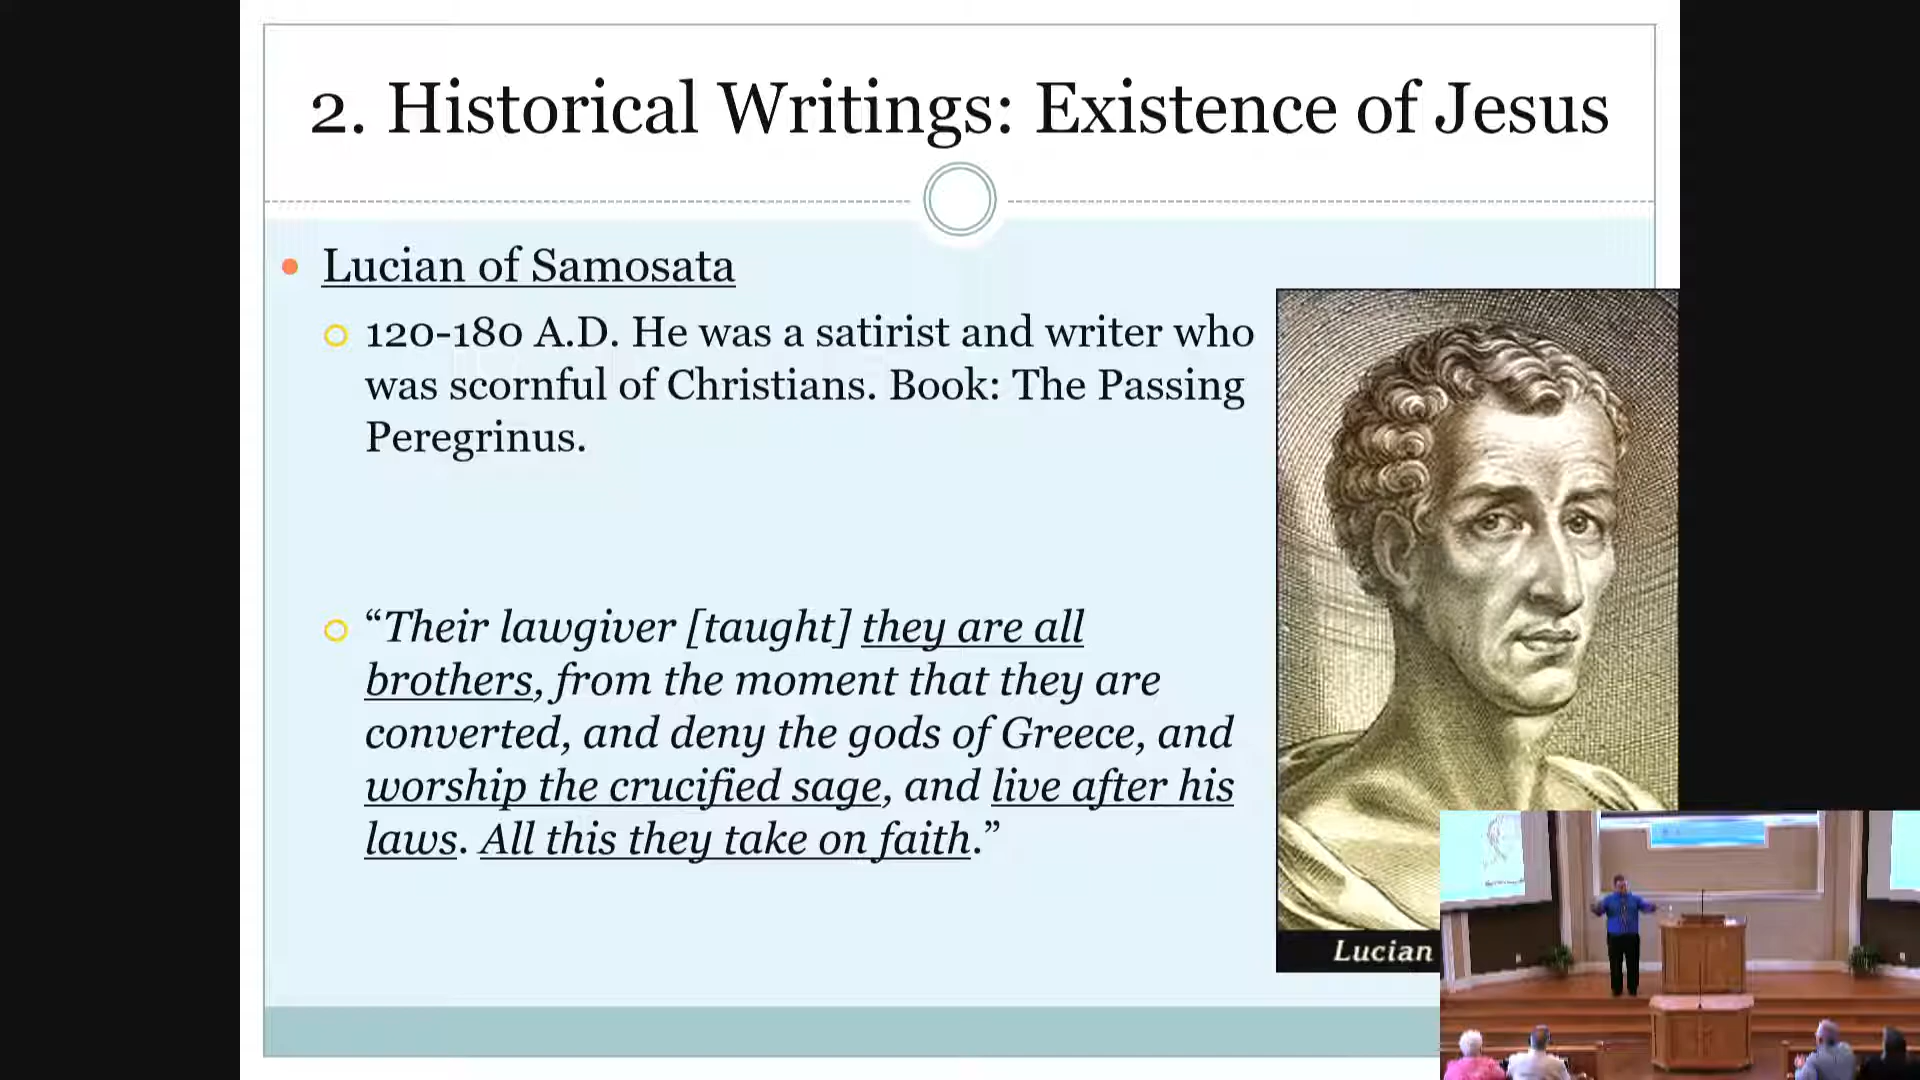 2. Historical Writings: Existence of Jesus
Lucian of Samosata
120-180 A.D. He was a satirist and writer who
was scornful of Christians. Book: The Passing
Peregrinus.
“Their lawgiver [taught] they are all
brothers, from the moment that they are
converted, and deny the gods of Greece, and
worship the crucified sage, and live after his
laws. All this they take on faith.”
Lucian